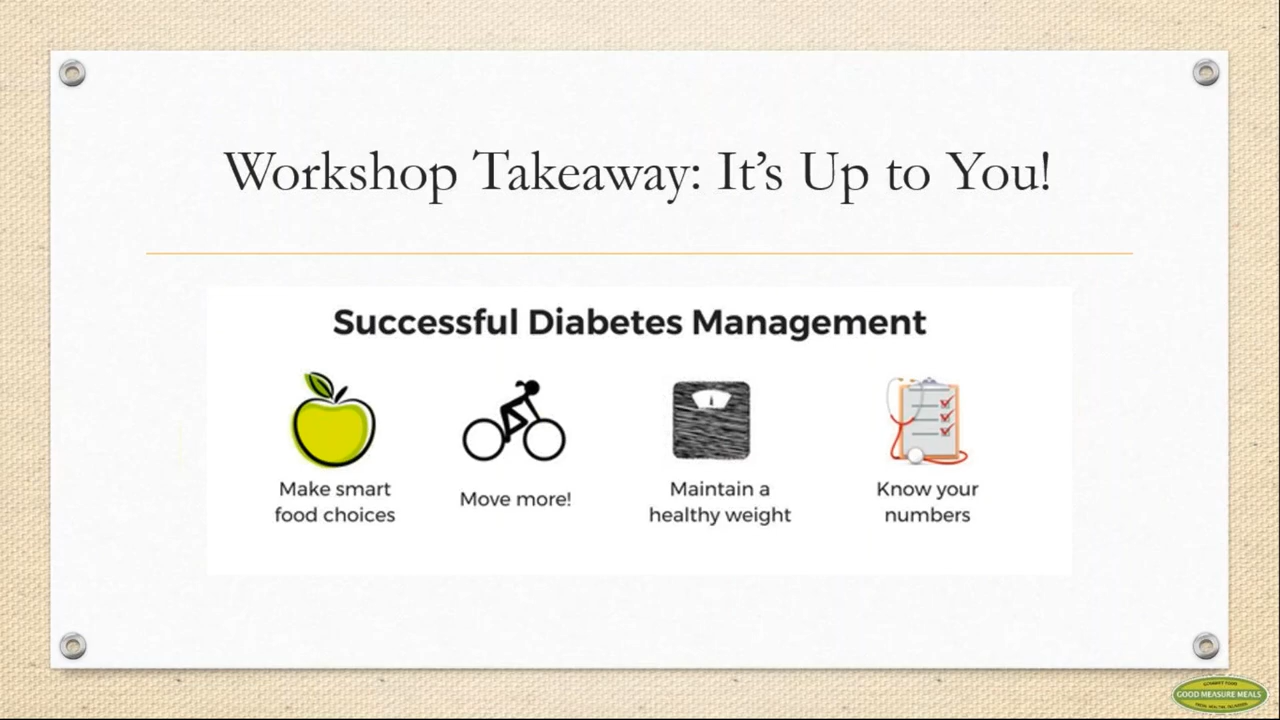 Workshop Takeaway: It’s Up to You!
Successful Diabetes Management
Make smart
food choices
Move more!
Maintain a
healthy weight
Know your
numbers
GOOD MEASURE MEALS